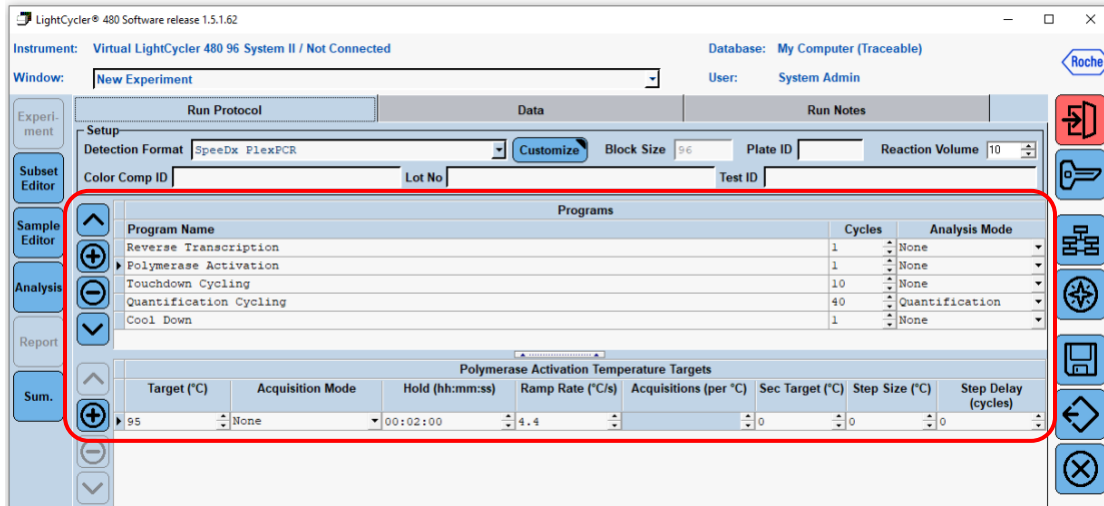 LightCycler® 480 Software release 1.5.1.62
Instrument: Virtual LightCycler 480 96 System II / Not Connected Database: My Computer (Traceable)
Window: New Experiment User: System Admin
Roche
Experi-
ment
Subset
Editor
Sample
Editor
Analysis
Report
Sum.
Run Protocol Data Run Notes
Setup
Detection Format SpeeDx PlexPCR Customize Block Size 96 Plate ID Reaction Volume 10
Color Comp ID Lot No Test ID
Programs
Program Name Cycles Analysis Mode
Reverse Transcription 1 None
Polymerase Activation 1 None
Touchdown Cycling 10 None
Quantification Cycling 40 Quantification
Cool Down 1 None
Polymerase Activation Temperature Targets
Target (°C) Acquisition Mode Hold (hh:mm:ss) Ramp Rate (°C/s) Acquisitions (per °C) Sec Target (°C) Step Size (°C) Step Delay
(cycles)
95 None 00:02:00 4.4 0 0 0